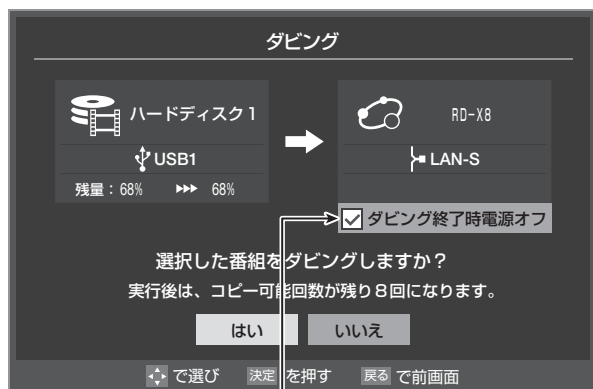 ダビング
ハードディスク1
USB1
残量：68% ▶▶▶ 68%
RD-X8
LAN-S
ダビング終了時電源オフ
選択した番組をダビングしますか？
実行後は、コピー可能回数が残り8回になります。
はい いいえ
で選び 決定 を押す 戻る で前画面